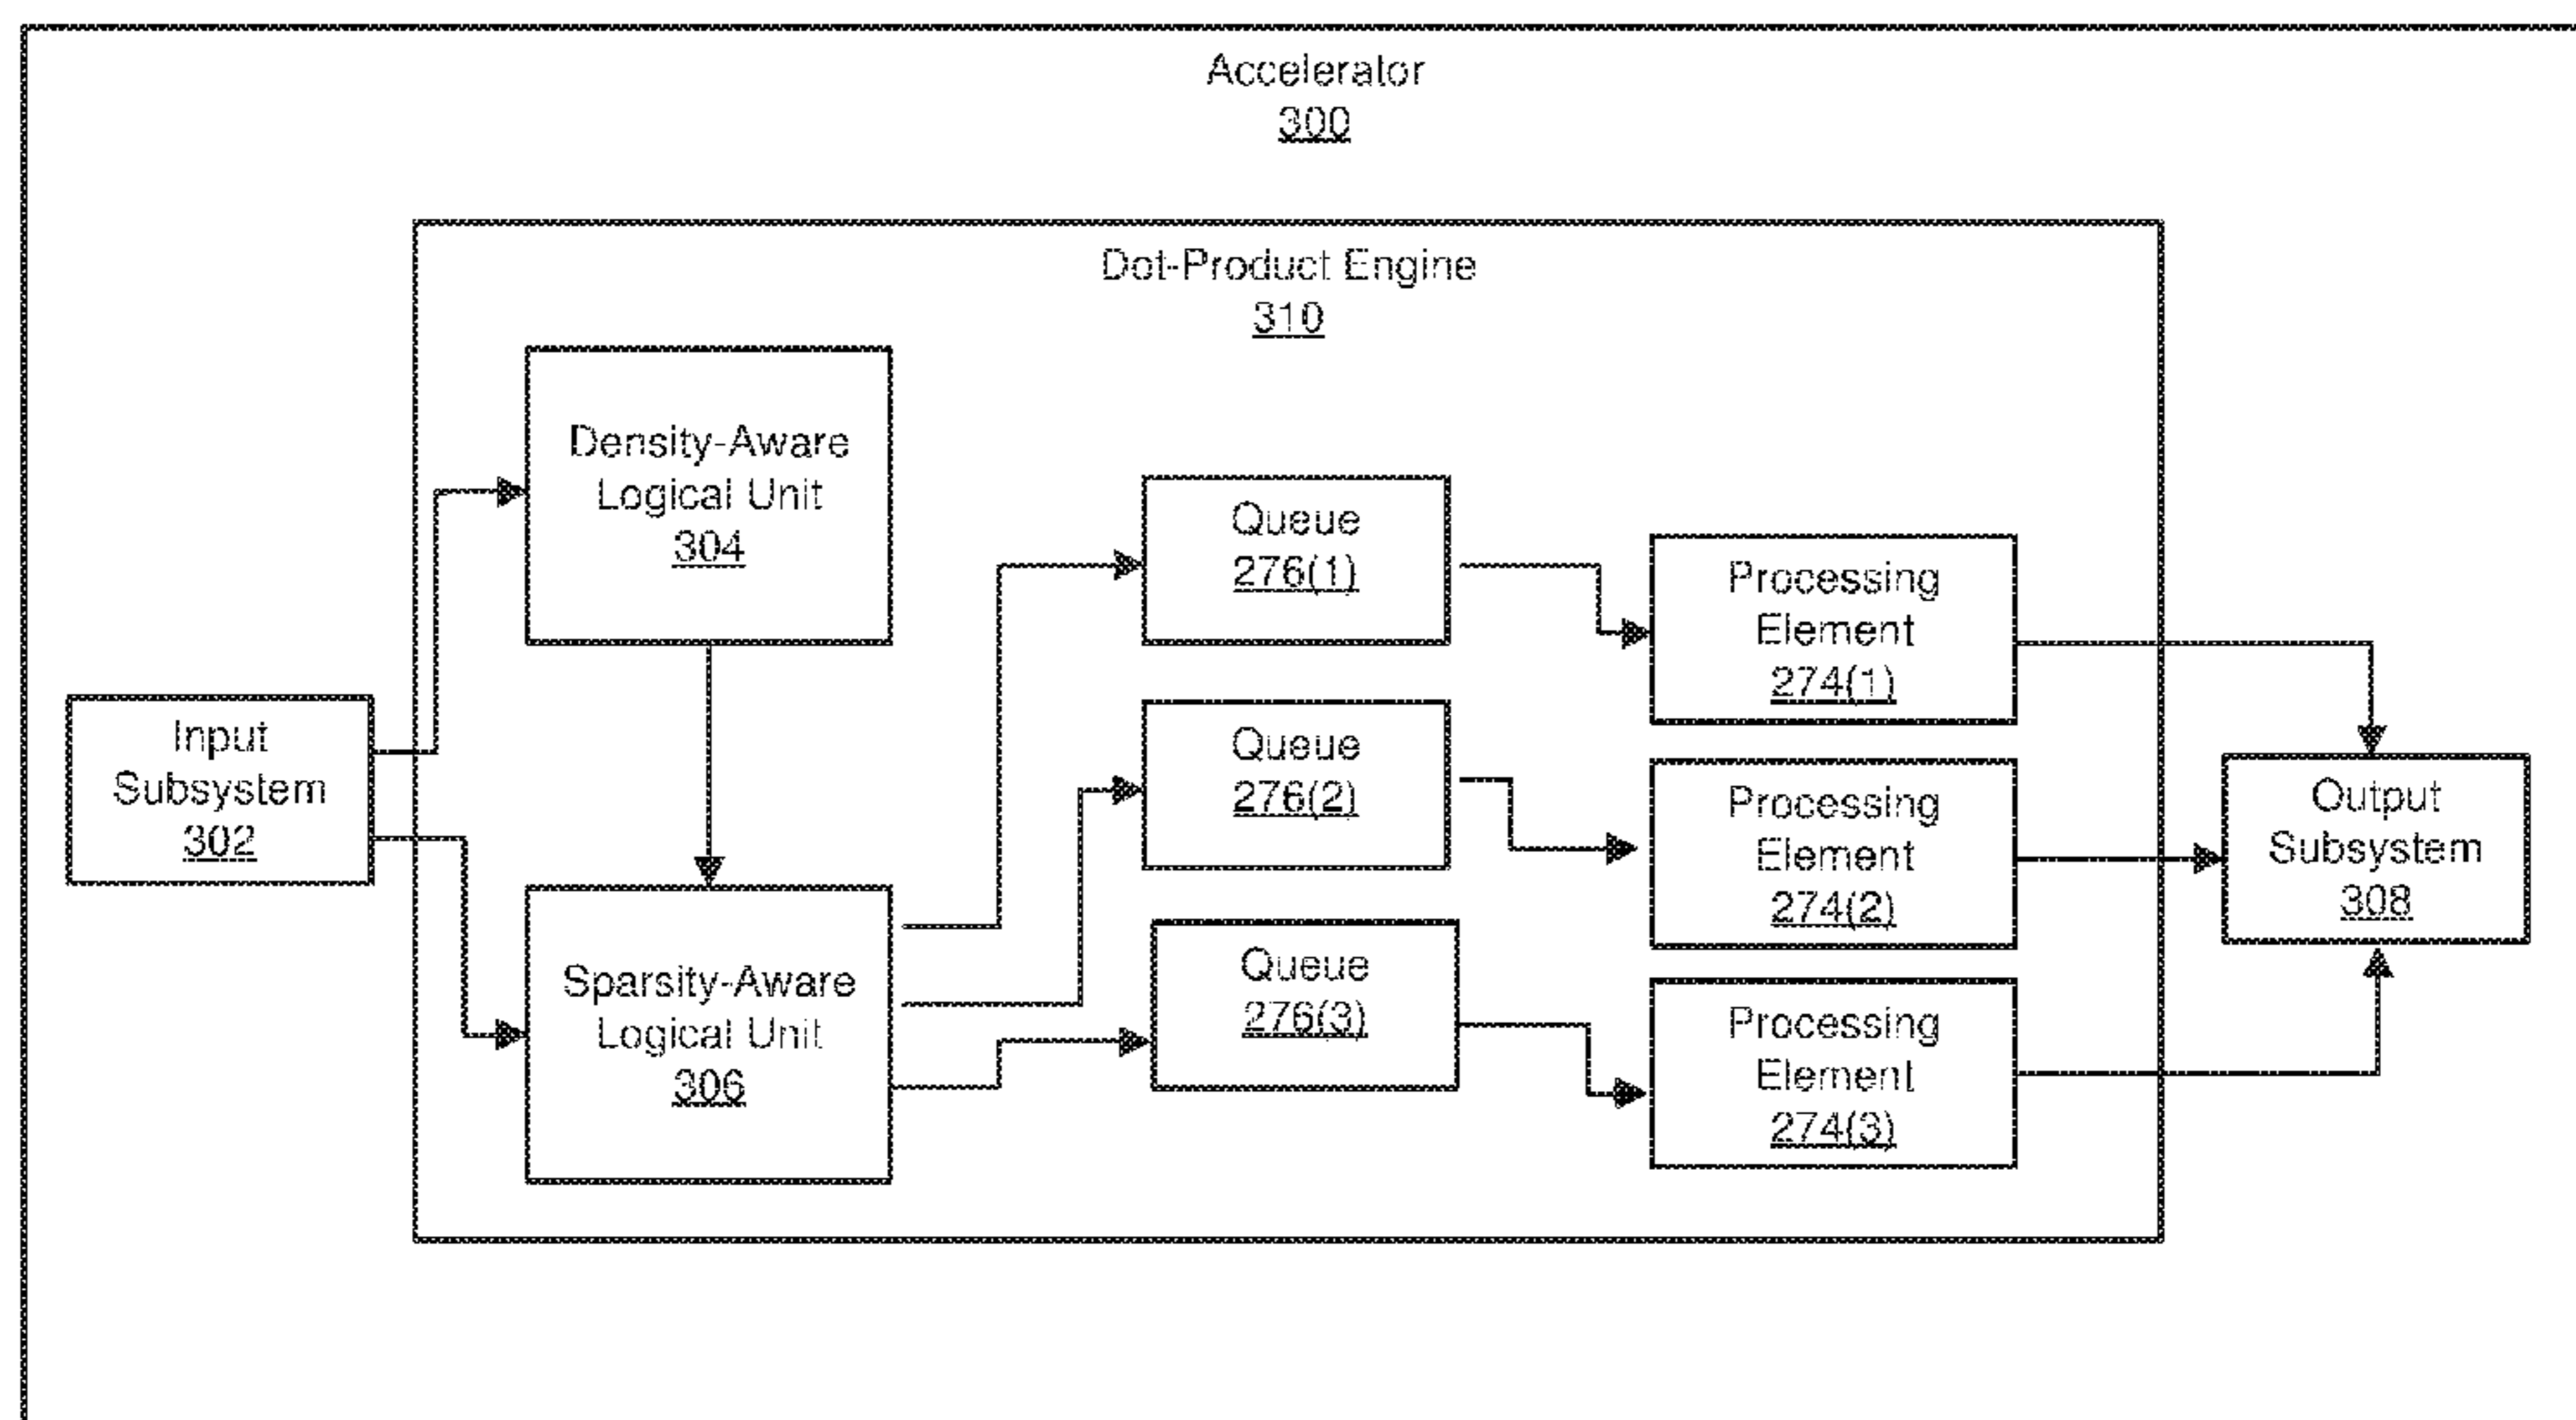 Accelerator
300
Dot-Product Engine
310
Density-Aware
Logical Unit
304
Queue
276(1)
Processing
Element
274(1)
Input
Subsystem
302
Queue
276(2)
Processing
Element
274(2)
Output
Subsystem
308
Sparsity-Aware
Logical Unit
306
Queue
276(3)
Processing
Element
274(3)